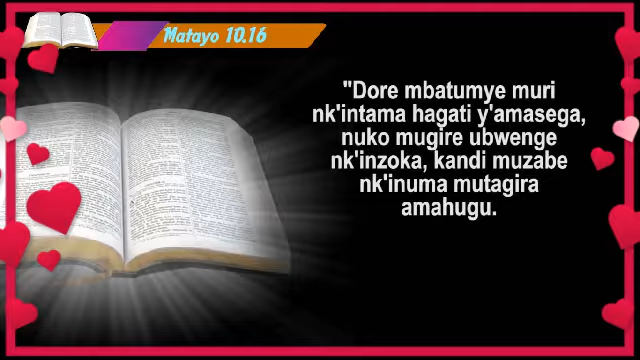 Matayo 10.16
"Dore mbatumye muri
nk'intama hagati y'amasega,
nuko mugire ubwenge
nk'inzoka, kandi muzabe
nk'inuma mutagira
amahugu.